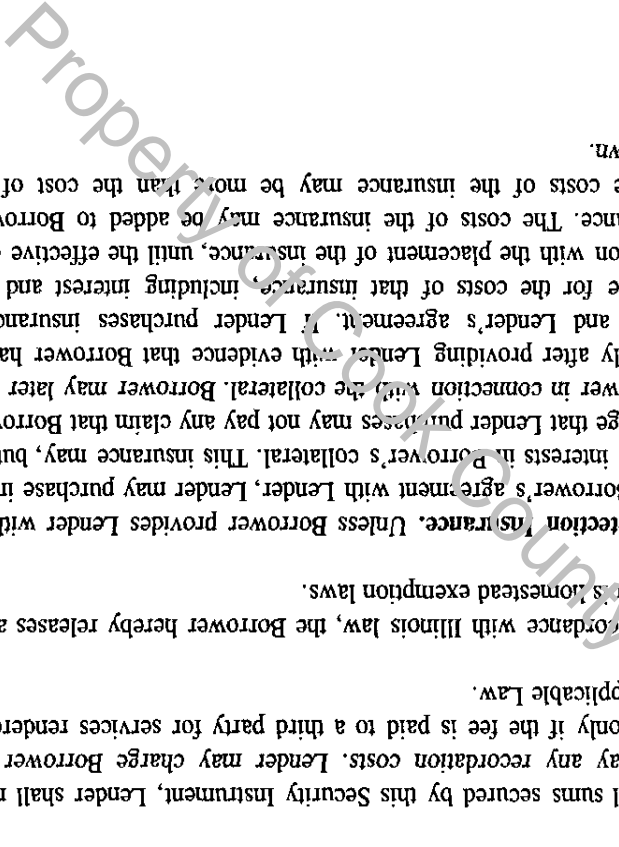 l sums secured by this Security Instrument, Lender shall
ay any recordation costs. Lender may charge Borrower
only if the fee is paid to a third party for services rendere
pplicable Law.
cordance with Illinois law, the Borrower hereby releases a
is homestead exemption laws.
tection Insurance. Unless Borrower provides Lender wit
orrower's agreement with Lender, Lender may purchase in
interests in Borrower's collateral. This insurance may, but
ge that Lender purchases may not pay any claim that Borro
wer in connection with the collateral. Borrower may later
ly after providing Lender with evidence that Borrower ha
and Lender's agreement. If Lender purchases insuranc
e for the costs of that insurance, including interest and
on with the placement of the insurance, until the effective
ance. The costs of the insurance may be added to Borrow
e costs of the insurance may be more than the cost of
wn.
Property of Cook County